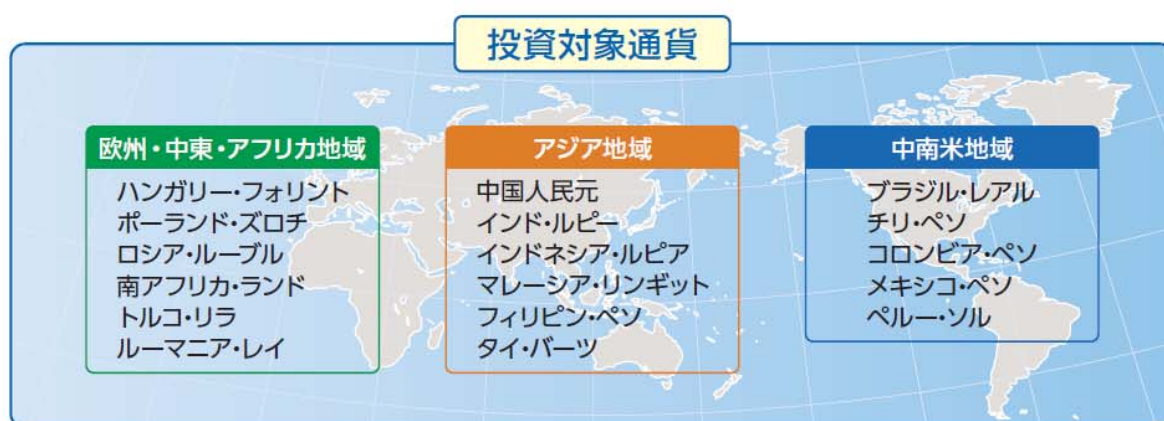 投資対象通貨
欧州・中東・アフリカ地域
ハンガリー・フォリント
ポーランド・ズロチ
ロシア・ルーブル
南アフリカ・ランド
トルコ・リラ
ルーマニア・レイ
アジア地域
中国人民元
インド・ルピー
インドネシア・ルピア
マレーシア・リンギット
フィリピン・ペソ
タイ・バーツ
中南米地域
ブラジル・レアル
チリ・ペソ
コロンビア・ペソ
メキシコ・ペソ
ペルー・ソル